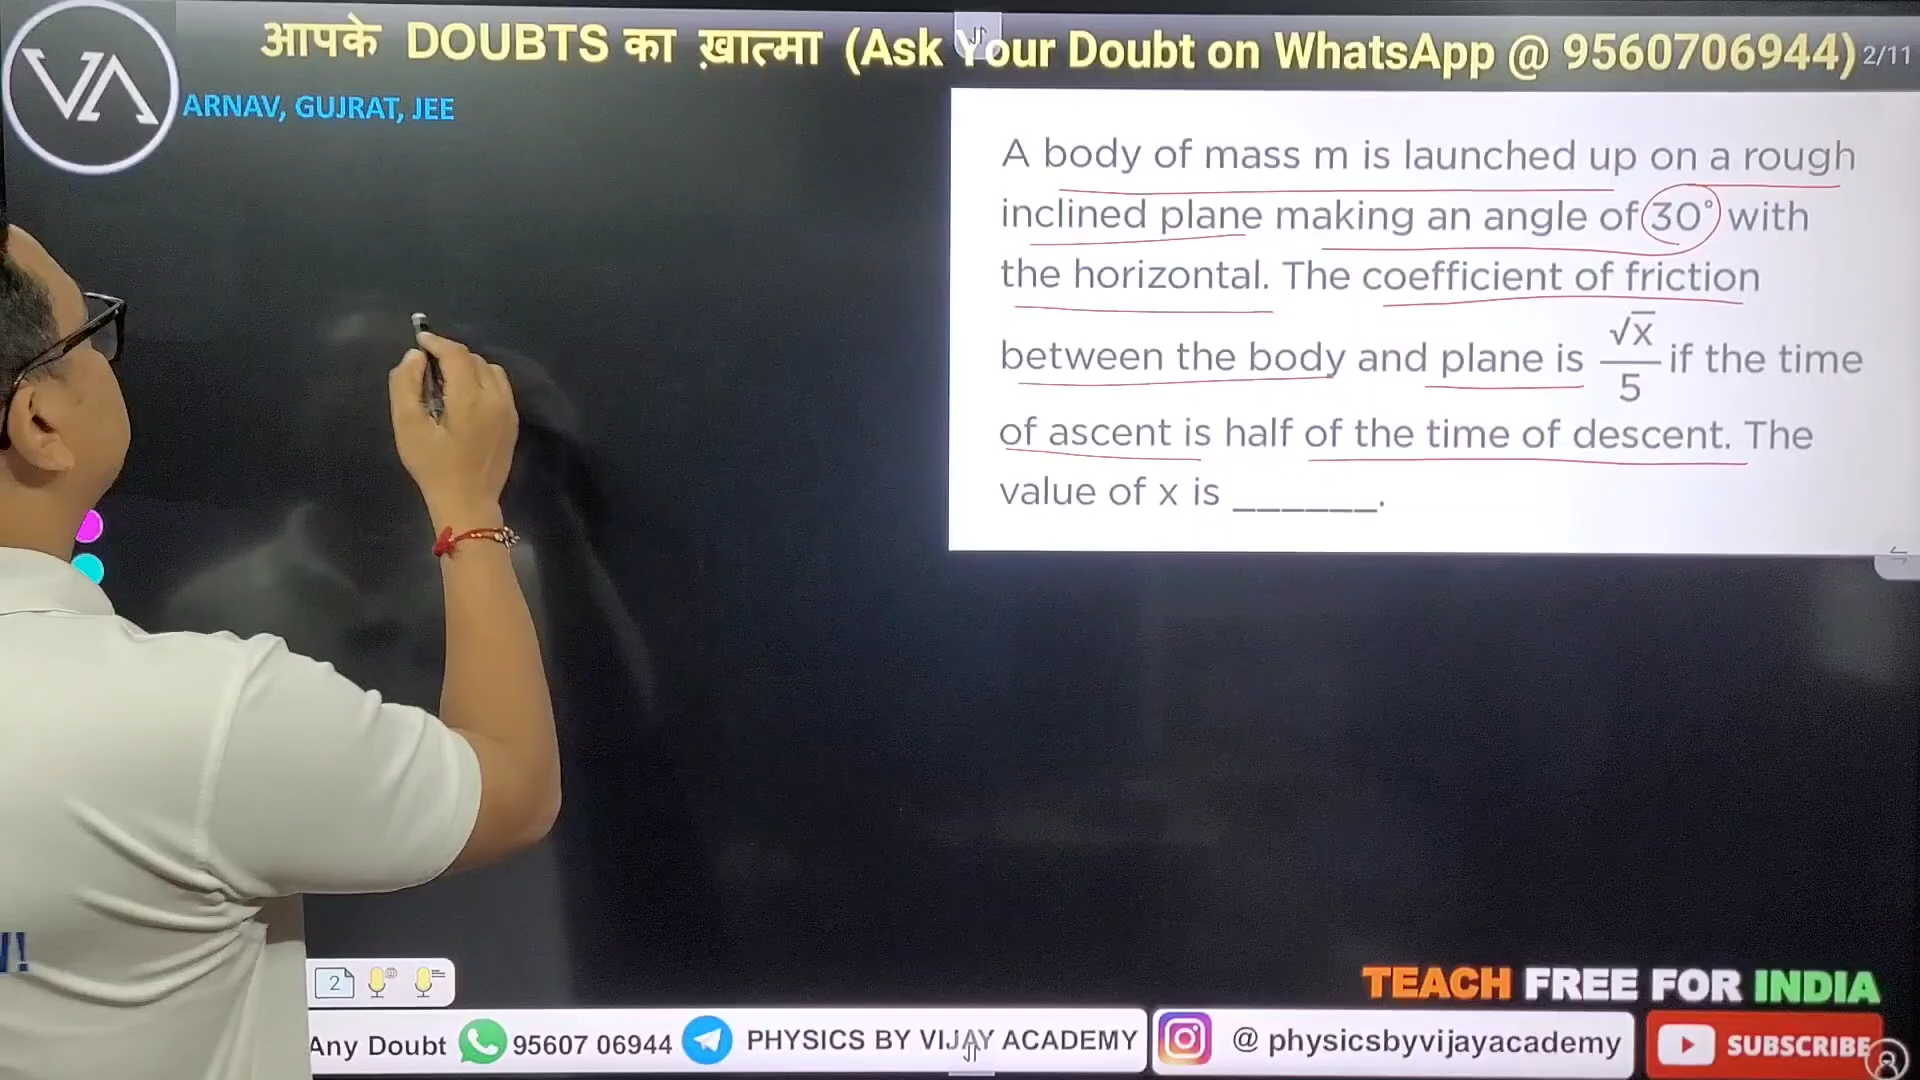 आपके DOUBTS का ख़ात्मा (Ask Your Doubt on WhatsApp @ 9560706944) 2/11
VA
ARNAV, GUJRAT, JEE
A body of mass m is launched up on a rough
inclined plane making an angle of 30° with
the horizontal. The coefficient of friction
between the body and plane is √x/5 if the time
of ascent is half of the time of descent. The
value of x is ______.
2
TEACH FREE FOR INDIA
Any Doubt 95607 06944 PHYSICS BY VIJAY ACADEMY @ physicsbyvijayacademy SUBSCRIBE